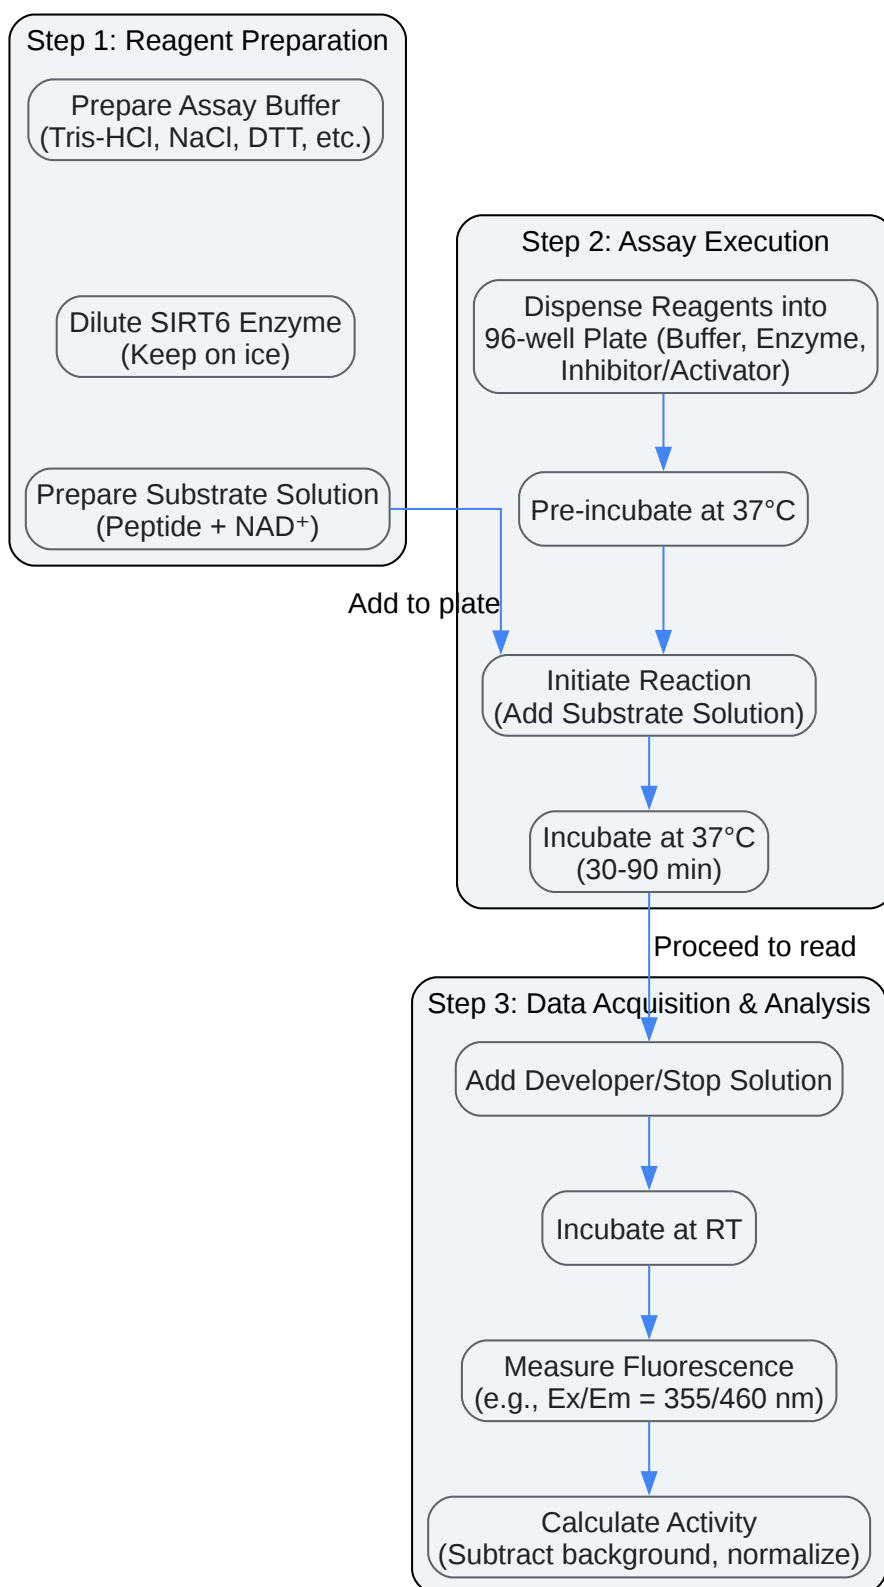 Step 1: Reagent Preparation
Prepare Assay Buffer
(Tris-HCl, NaCl, DTT, etc.)
Dilute SIRT6 Enzyme
(Keep on ice)
Prepare Substrate Solution
(Peptide + NAD⁺)
Add to plate
Step 2: Assay Execution
Dispense Reagents into
96-well Plate (Buffer, Enzyme,
Inhibitor/Activator)
Pre-incubate at 37°C
Initiate Reaction
(Add Substrate Solution)
Incubate at 37°C
(30-90 min)
Proceed to read
Step 3: Data Acquisition & Analysis
Add Developer/Stop Solution
Incubate at RT
Measure Fluorescence
(e.g., Ex/Em = 355/460 nm)
Calculate Activity
(Subtract background, normalize)